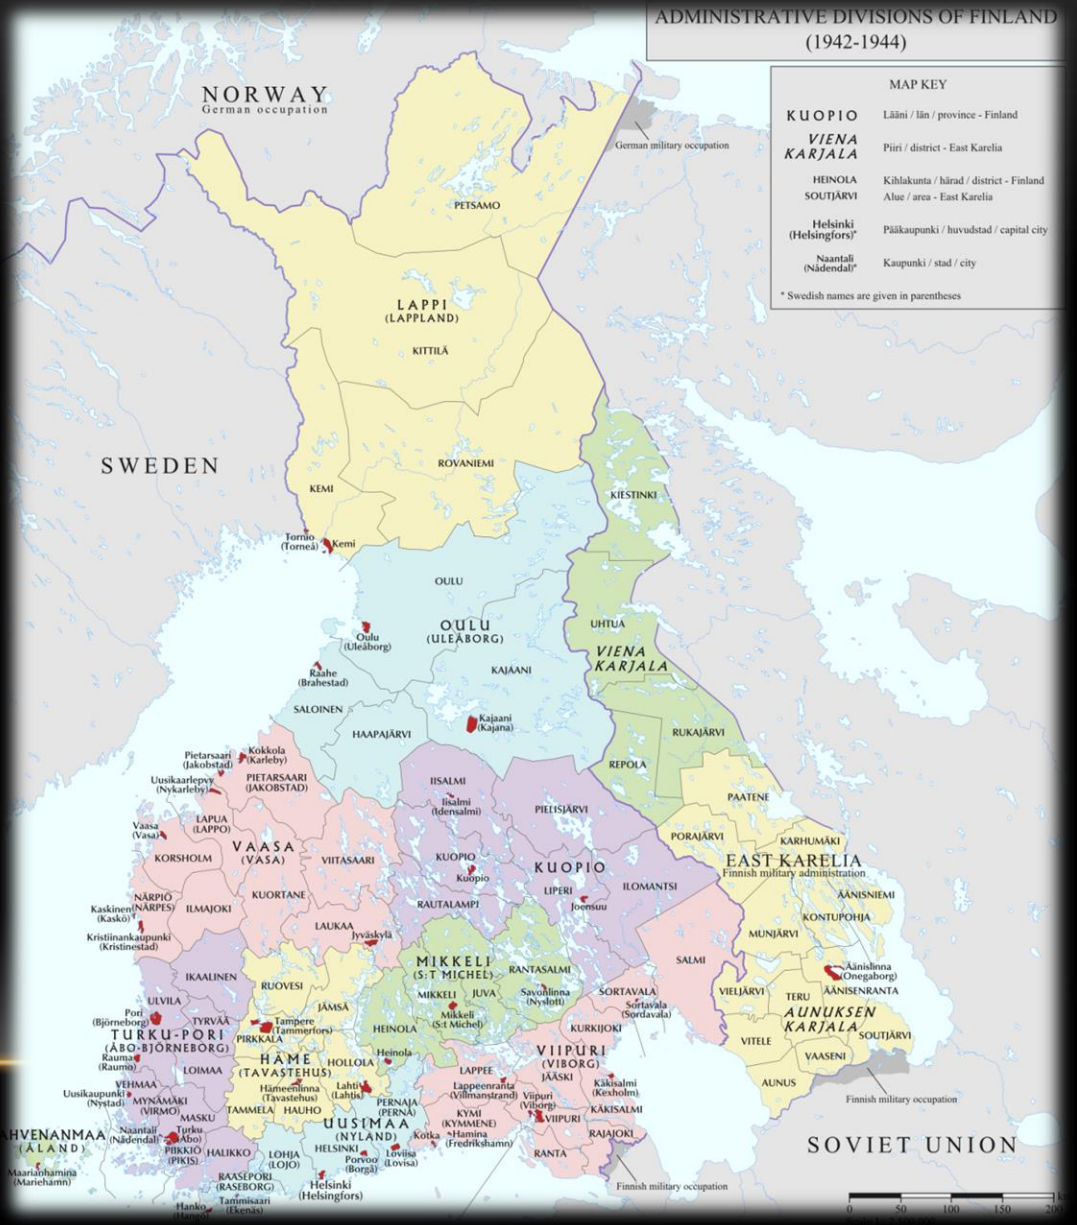 ADMINISTRATIVE DIVISIONS OF FINLAND
(1942-1944)
MAP KEY
KUOPIO
Lääni / län / province - Finland
VIENA
KARJALA
Piiri / district - East Karelia
HEINOLA
Kihlakunta / härad / district - Finland
SOUTJÄRVI
Alue / area - East Karelia
Helsinki
(Helsingfors)*
Pääkaupunki / huvudstad / capital city
Naantali
(Nådendal)*
Kaupunki / stad / city
* Swedish names are given in parentheses
NORWAY
German occupation
German military occupation
PETSAMO
LAPPI
(LAPPLAND)
KITTILÄ
SWEDEN
ROVANIEMI
KEMI
KIESTINKI
Tornio
(Torneå)
Kemi
OULU
UHTUA
Oulu
(Uleåborg)
OULU
(ULEÅBORG)
VIENA
KARJALA
Raahe
(Brahestad)
KAJAANI
SALOINEN
Kajaani
(Kajana)
HAAPAJÄRVI
RUKAJÄRVI
REPOLA
Kokkola
(Karleby)
Pietarsaari
(Jakobstad)
Uusikaarlepyy
(Nykarleby)
PIETARSAARI
(JAKOBSTAD)
IISALMI
Iisalmi
(Idensalmi)
PIELISJÄRVI
PAATENE
LAPUA
(LAPPO)
Vaasa
(Vasa)
PORAJÄRVI
KARHUMÄKI
VAASA
(VASA)
KORSHOLM
VIITASAARI
KUOPIO
Kuopio
KUOPIO
EAST KARELIA
Finnish military administration
NÄRPIÖ
(NÄRPES)
Kaskinen
(Kaskö)
KUORTANE
RAUTALAMPI
LIPERI
Joensuu
ILOMANTSI
ÄÄNISNIEMI
ILMAJOKI
KONTUPOHJA
Kristiinankaupunki
(Kristinestad)
LAUKAA
Jyväskylä
MUNJÄRVI
SALMI
MIKKELI
(S:T MICHEL)
RANTASALMI
IKAALINEN
RUOVESI
Äänislinna
(Onegaborg)
ULVILA
JÄMSÄ
MIKKELI
JUVA
Savonlinna
(Nyslott)
SORTAVALA
Sortavala
(Sordavala)
VIELJÄRVI
TERU
ÄÄNISENRANTA
Pori
(Björneborg)
TYRVÄÄ
Tampere
(Tammerfors)
Mikkeli
(S:t Michel)
AUNUKSEN
KARJALA
TURKU-PORI
(ÅBO-BJÖRNEBORG)
PIRKKALA
HEINOLA
KURKIJOKI
SOUTJÄRVI
VITELE
Rauma
(Raumo)
HÄME
(TAVASTEHUS)
HOLLOLA
Heinola
VIIPURI
(VIBORG)
VAASENI
LOIMAA
LAPPEE
JÄÄSKI
VEHMAA
Hämeenlinna
(Tavastehus)
Lahti
(Lahtis)
Lappeenranta
(Villmanstrand)
Käkisalmi
(Kexholm)
AUNUS
Uusikaupunki
(Nystad)
MYNÄMÄKI
(VIRMO)
PERNAJA
(PERNÅ)
Viipuri
(Viborg)
KÄKISALMI
Finnish military occupation
MASKU
TAMMELA
HAUHO
KYMI
(KYMMENE)
VIIPURI
UUSIMAA
(NYLAND)
Naantali
(Nådendal)
Turku
(Åbo)
Kotka
Hamina
(Fredrikshamn)
RAJAJOKI
AHVENANMAA
(ÅLAND)
PIIKKIÖ
(PIKIS)
HALIKKO
LOHJA
(LOJO)
HELSINKI
Porvoo
(Borgå)
Loviisa
(Lovisa)
RANTA
SOVIET UNION
Maarianhamina
(Mariehamn)
RAASEPORI
(RASEBORG)
Helsinki
(Helsingfors)
Finnish military occupation
Tammisaari
(Ekenäs)
Hanko
(Hangö)
0 50 100 150 200